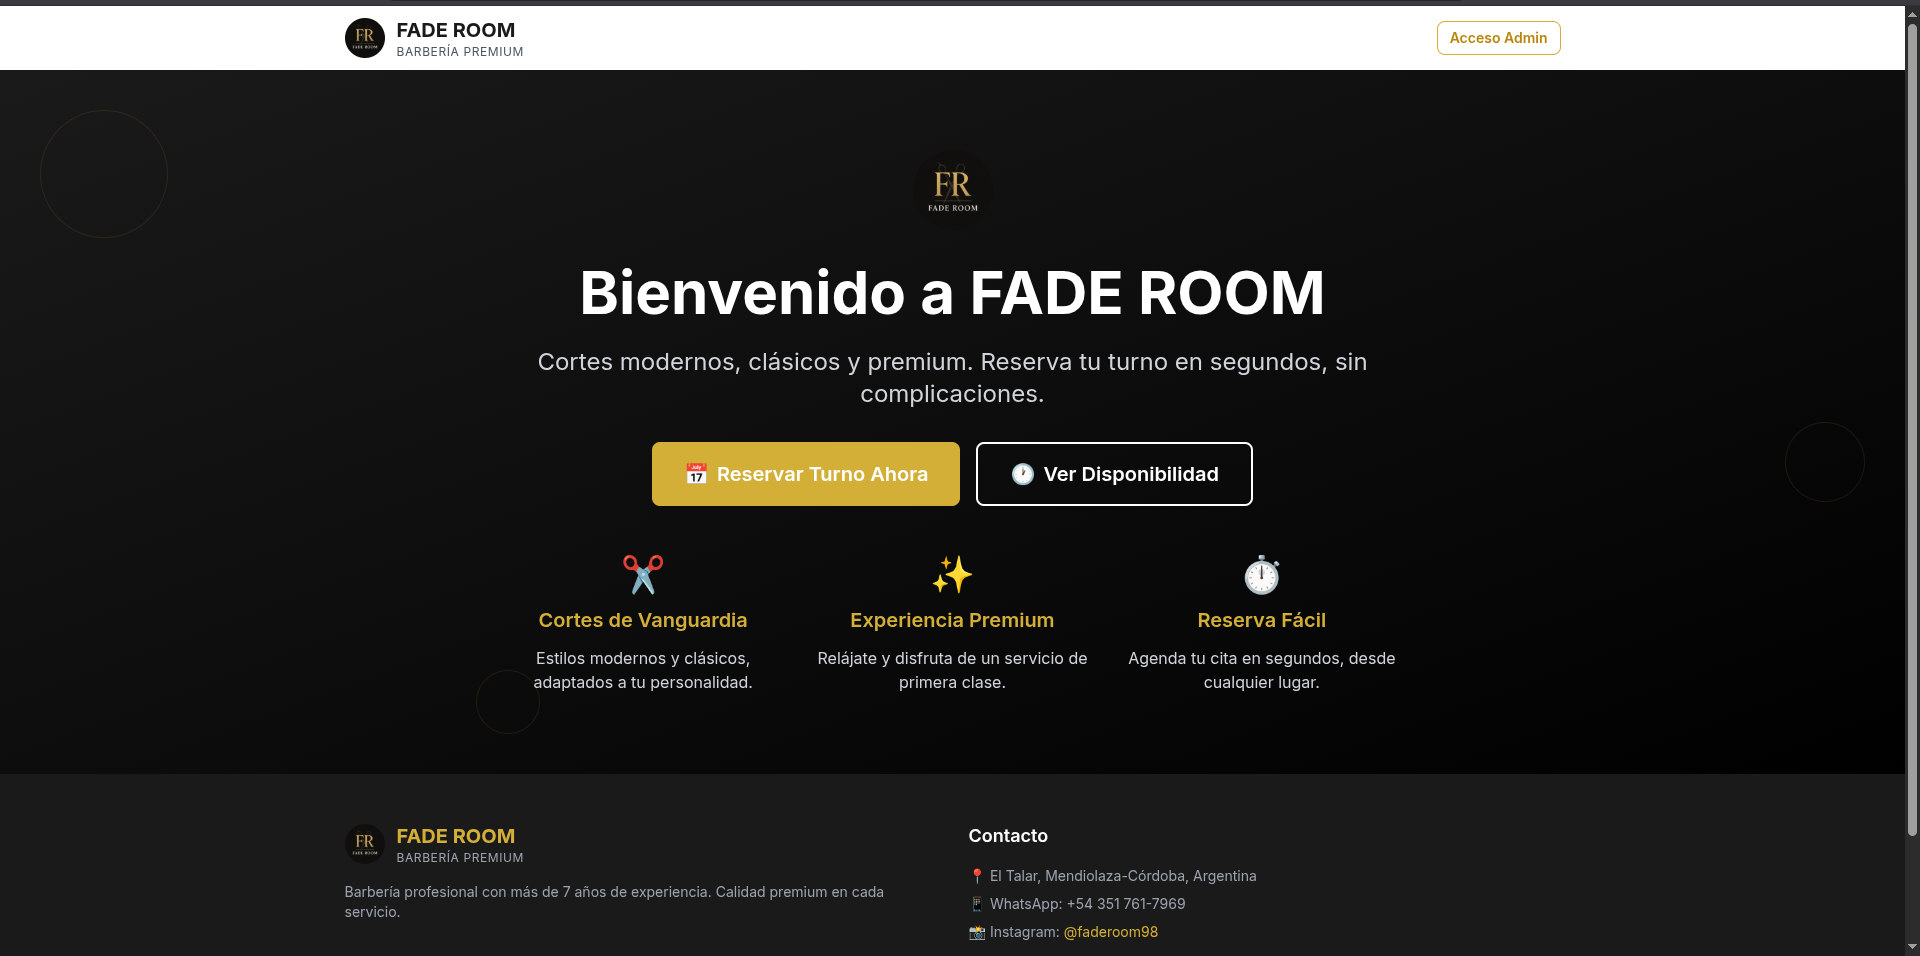 FR
FADE ROOM
FADE ROOM
BARBERÍA PREMIUM
Acceso Admin
FR
FADE ROOM
Bienvenido a FADE ROOM
Cortes modernos, clásicos y premium. Reserva tu turno en segundos, sin
complicaciones.
Reservar Turno Ahora
Ver Disponibilidad
Cortes de Vanguardia
Estilos modernos y clásicos,
adaptados a tu personalidad.
Experiencia Premium
Relájate y disfruta de un servicio de
primera clase.
Reserva Fácil
Agenda tu cita en segundos, desde
cualquier lugar.
FR
FADE ROOM
FADE ROOM
BARBERÍA PREMIUM
Barbería profesional con más de 7 años de experiencia. Calidad premium en cada
servicio.
Contacto
El Talar, Mendiolaza-Córdoba, Argentina
WhatsApp: +54 351 761-7969
Instagram: @faderoom98